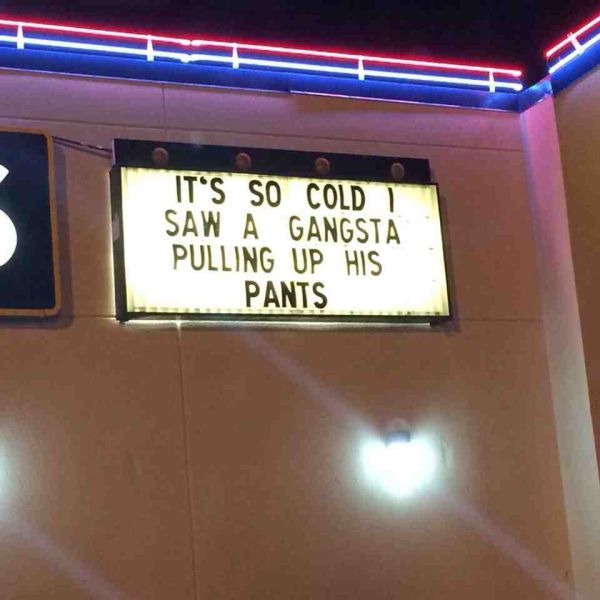 IT'S SO COLD I
SAW A GANGSTA
PULLING UP HIS
PANTS